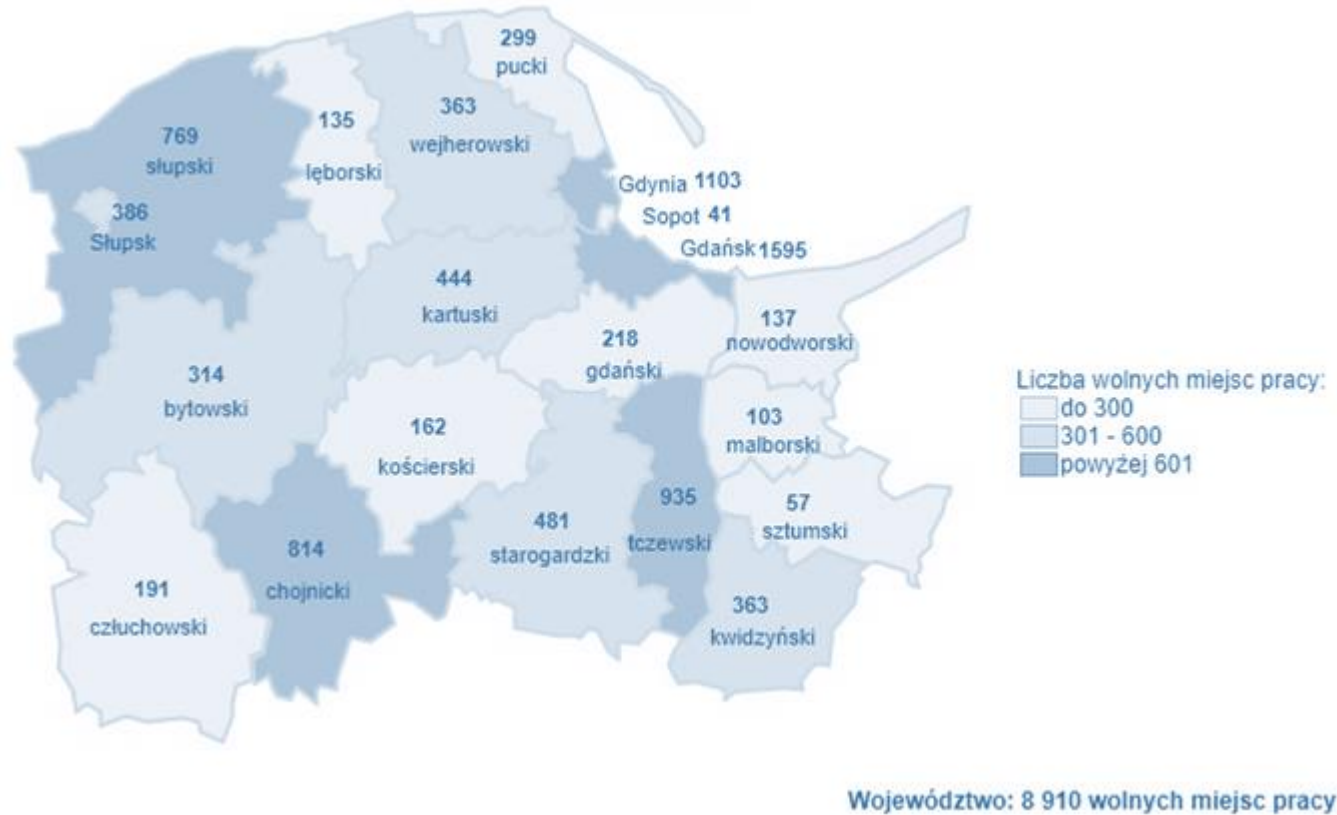 299
pucki
363
wejherowski
135
lęborski
769
słupski
386
Słupsk
Gdynia 1103
Sopot 41
Gdańsk 1595
444
kartuski
218
gdański
137
nowodworski
314
bytowski
162
kościerski
103
malborski
935
tczewski
57
sztumski
481
starogardzki
814
chojnicki
191
człuchowski
363
kwidzyński
Liczba wolnych miejsc pracy:
do 300
301 - 600
powyżej 601
Województwo: 8 910 wolnych miejsc pracy